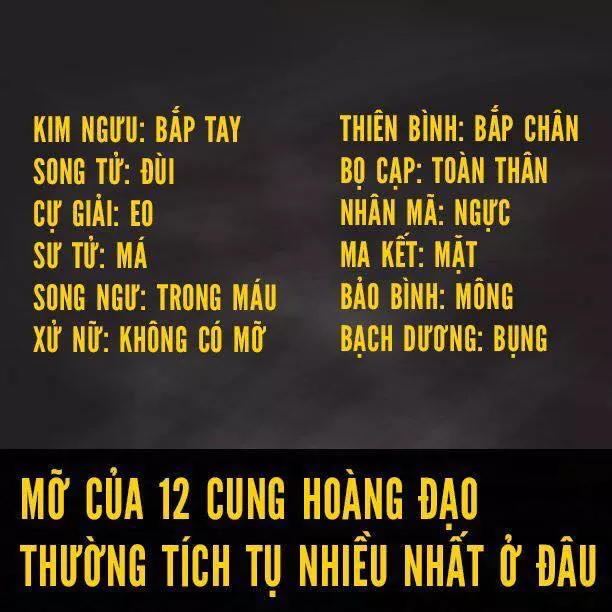 KIM NGƯU: BẮP TAY
SONG TỬ: ĐÙI
CỰ GIẢI: EO
SƯ TỬ: MÁ
SONG NGƯ: TRONG MÁU
XỬ NỮ: KHÔNG CÓ MỠ
THIÊN BÌNH: BẮP CHÂN
BỌ CẠP: TOÀN THÂN
NHÂN MÃ: NGỰC
MA KẾT: MẶT
BẢO BÌNH: MÔNG
BẠCH DƯƠNG: BỤNG
MỠ CỦA 12 CUNG HOÀNG ĐẠO
THƯỜNG TÍCH TỤ NHIỀU NHẤT Ở ĐÂU